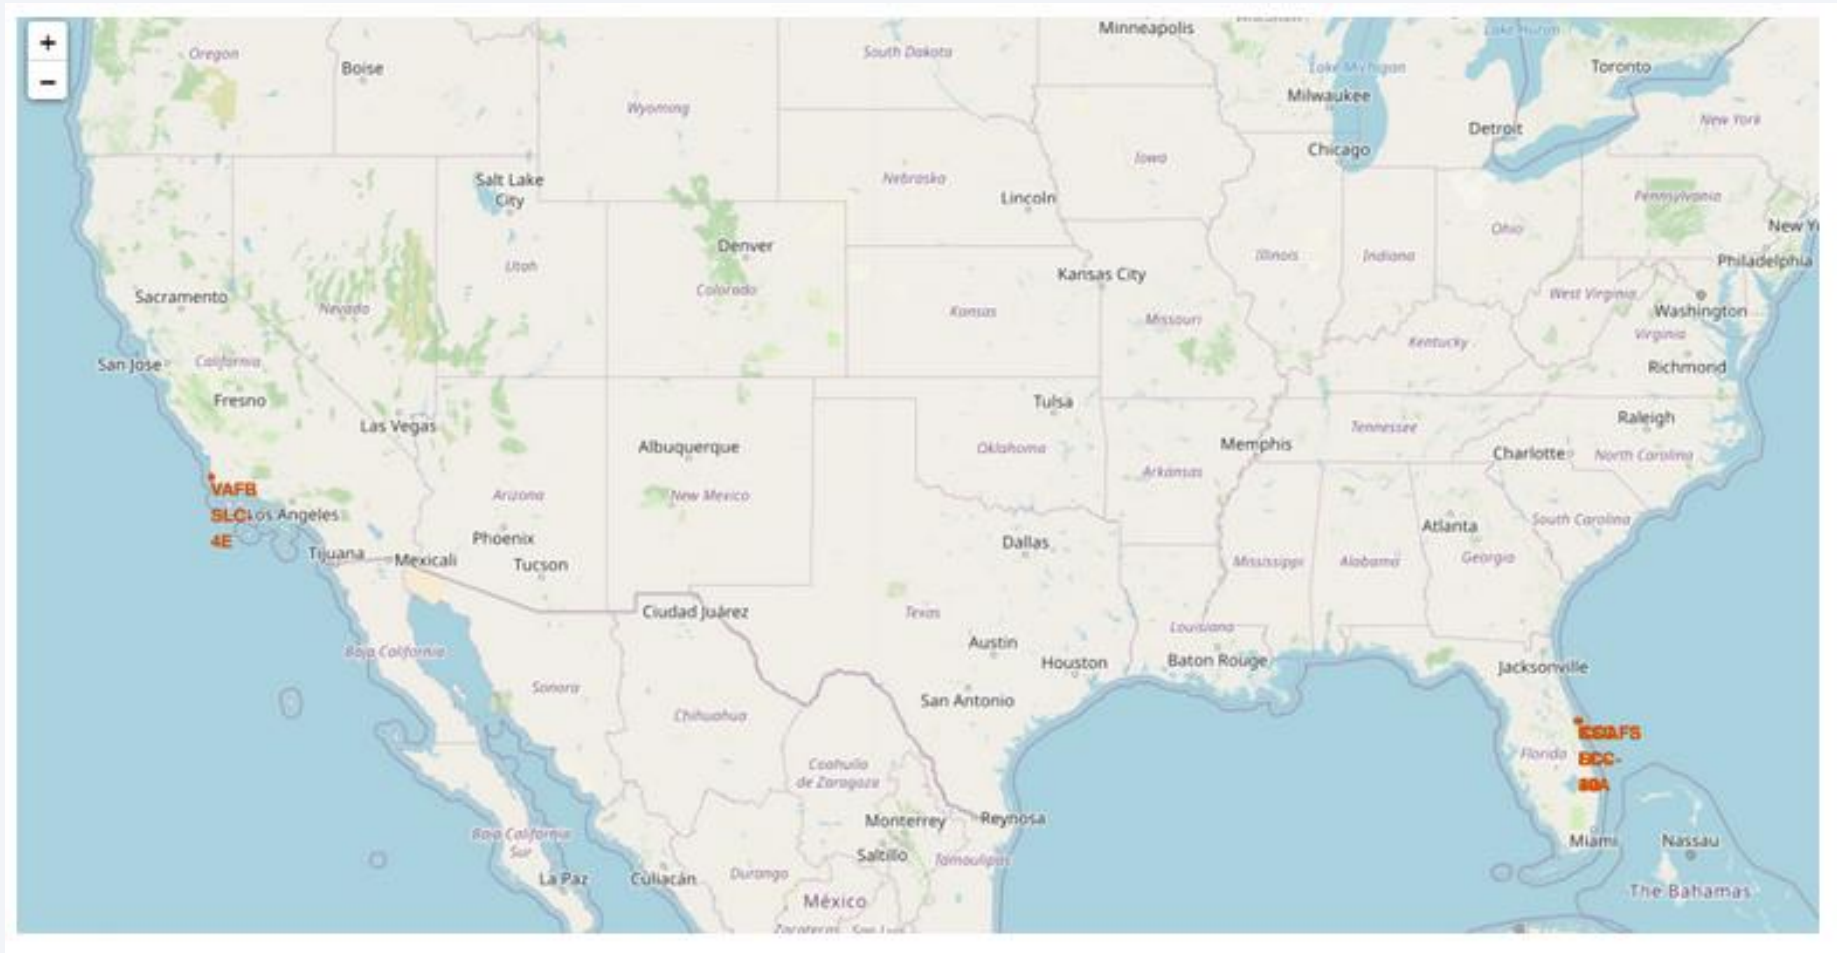 +
−
Minneapolis
South Dakota
Lake Huron
Oregon
Boise
Lake Michigan
Toronto
Wyoming
Milwaukee
New York
Detroit
Chicago
Iowa
Salt Lake
City
Nebraska
Lincoln
Pennsylvania
New Y
Ohio
Denver
Illinois
Indiana
Philadelphia
Utah
Kansas City
Colorado
Sacramento
Nevada
West Virginia
Washington
Kansas
Missouri
Kentucky
Virginia
San Jose
California
Richmond
Fresno
Tulsa
Raleigh
Las Vegas
Tennessee
Albuquerque
Oklahoma
Memphis
Charlotte
North Carolina
Arkansas
VAFB
SLC-
4E
Los Angeles
Arizona
New Mexico
Atlanta
South Carolina
Phoenix
Dallas
Tijuana
Mexicali
Tucson
Mississippi
Alabama
Georgia
Ciudad Juárez
Texas
Louisiana
Austin
Baja California
Houston
Baton Rouge
Jacksonville
Sonora
San Antonio
Chihuahua
Florida
Coahuila
de Zaragoza
Monterrey
Reynosa
Baja California
Sur
Miami
Nassau
Saltillo
Tamaulipas
La Paz
Culiacán
Durango
México
The Bahamas
Zacatecas
San Luis